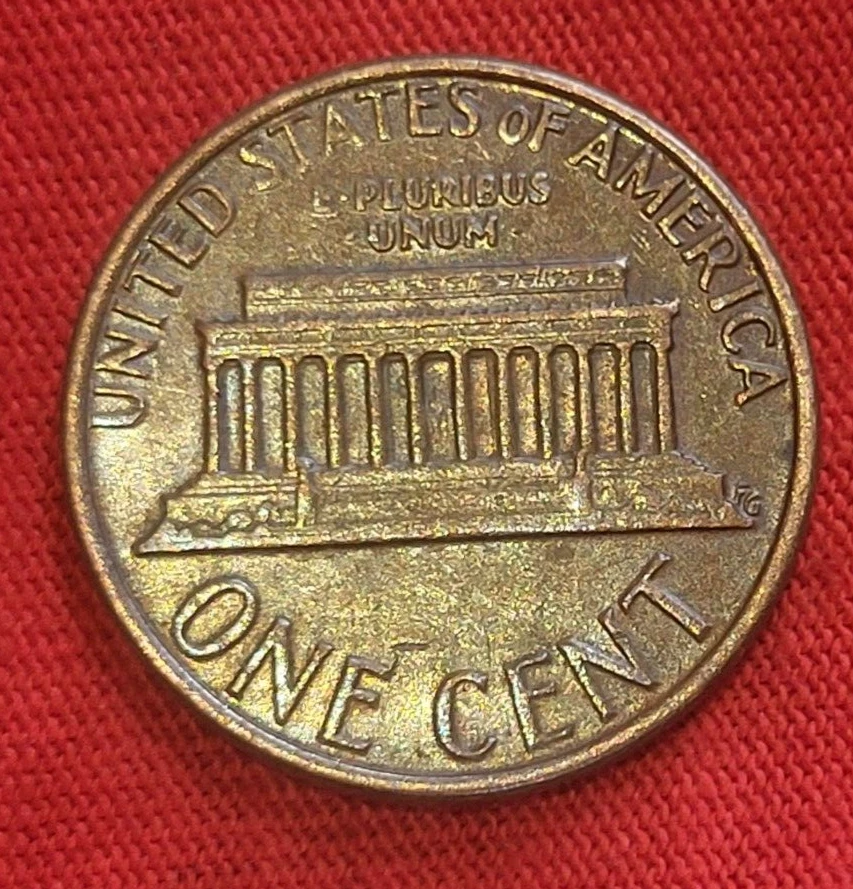 UNITED STATES OF AMERICA
E·PLURIBUS
UNUM
FG
ONE CENT